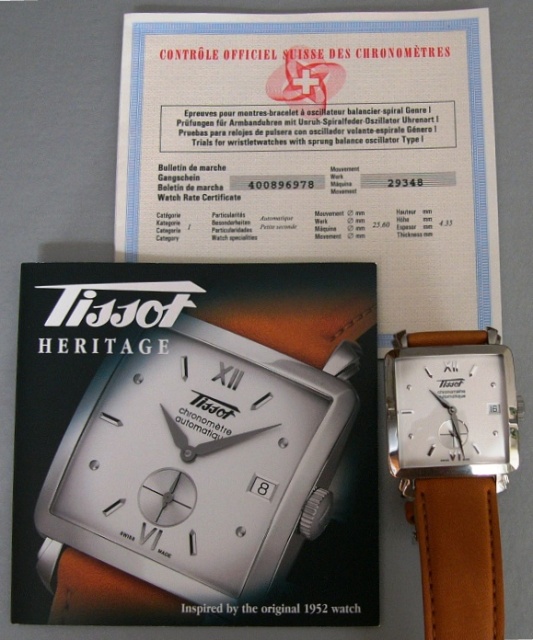 CONTRÔLE OFFICIEL SUISSE DES CHRONOMÈTRES
Epreuves pour montres-bracelet à oscillateur balancier-spiral Genre I
Prüfungen für Armbanduhren mit Unruh-Spiralfeder-Oszillator Uhrenart I
Pruebas para relojes de pulsera con oscillador volante-espirale Género I
Trials for wristletwatches with sprung balance oscillator Type I
Bulletin de marche
Gangschein
Boletin de marcha
Watch Rate Certificate
400896978
Mouvement
Werk
Máquina
Movement
29348
Catégorie
Kategorie
Categoria
Category
I
Particularités
Besonderheiten
Particularidades
Watch specialities
Automatique
Petite seconde
Mouvement ∅ mm
Werk ∅ mm
Máquina ∅ mm
Movement ∅ mm
25.60
Hauteur mm
Höhe mm
Espesor mm
Thickness mm
4.35
Tissot
HERITAGE
XII
Tissot
chronomètre
automatique
8
VI
SWISS MADE
Inspired by the original 1952 watch
XII
Tissot
chronomètre
automatique
8
VI